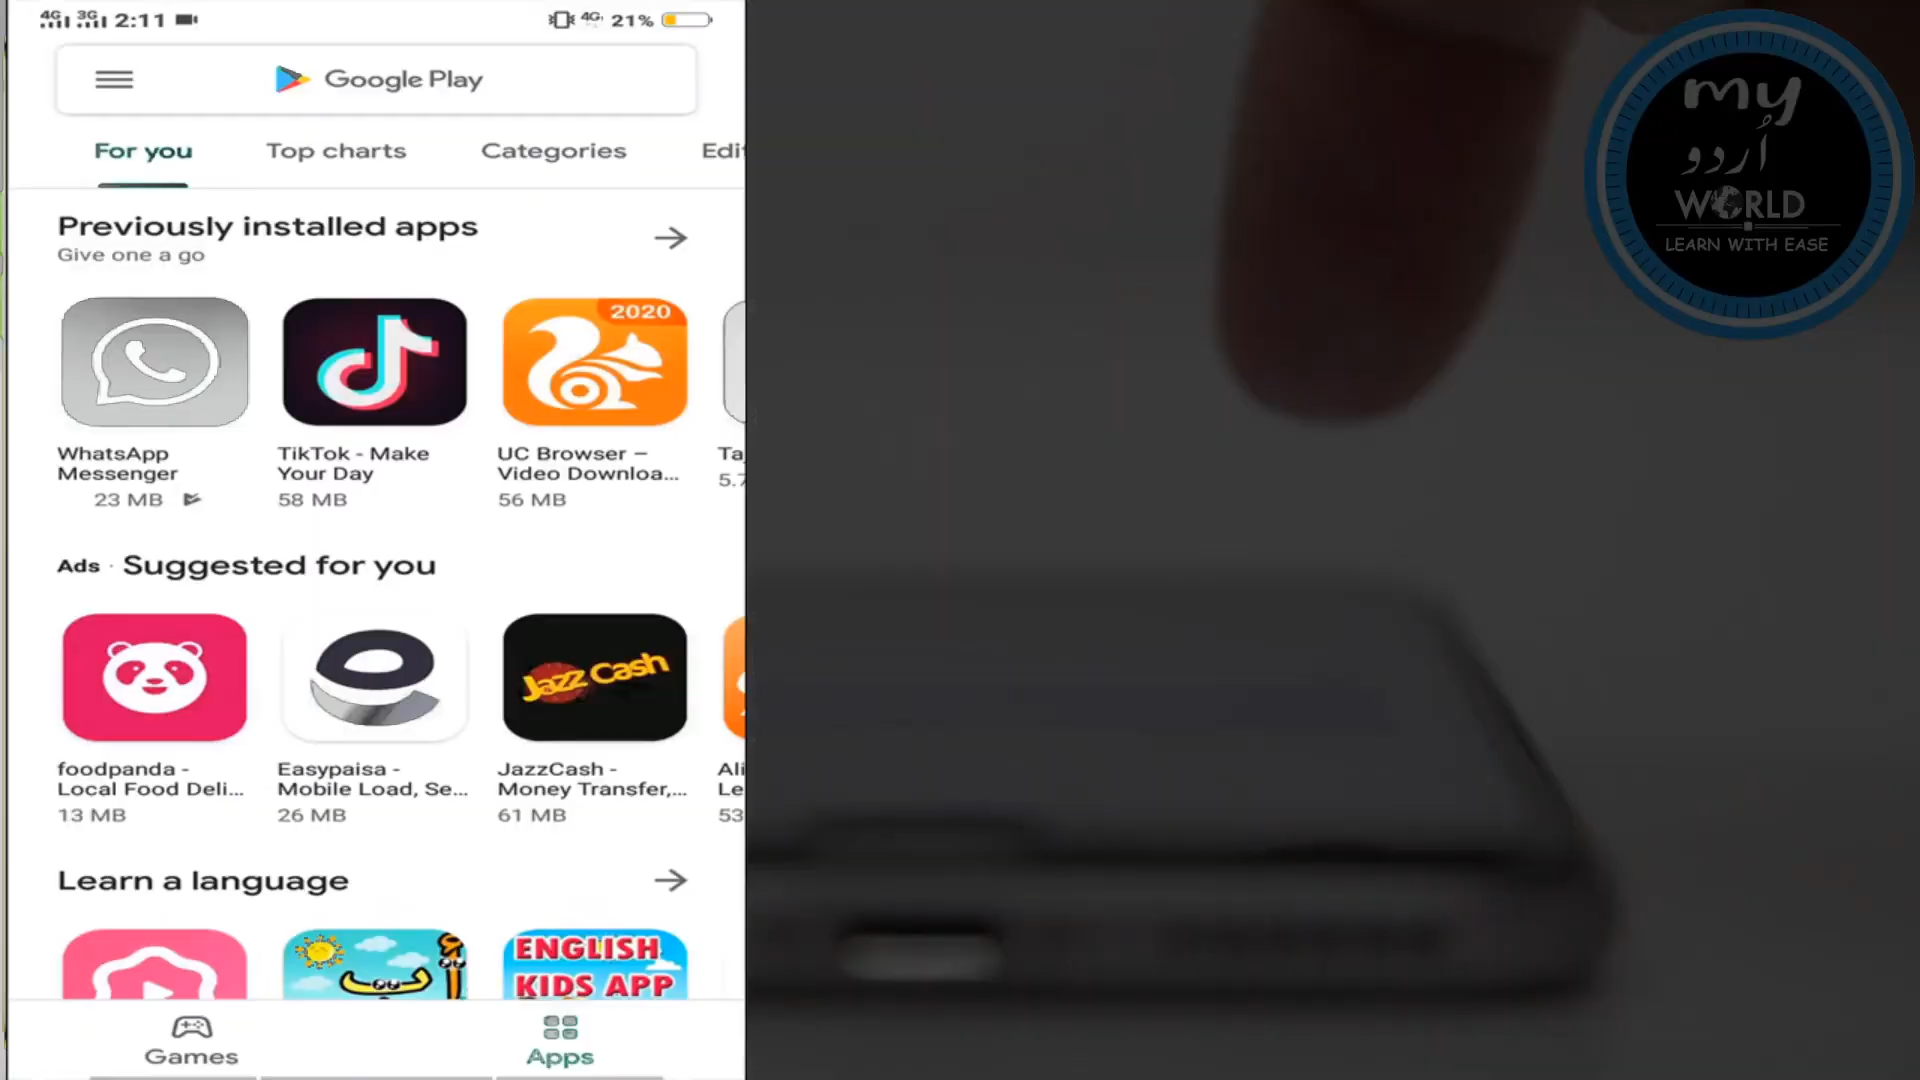 4G 3G 2:11 4G 21%
Google Play
For you Top charts Categories Edi
Previously installed apps
Give one a go
2020
WhatsApp
Messenger
23 MB
TikTok - Make
Your Day
58 MB
UC Browser –
Video Downloa...
56 MB
Ta
5.7
Ads · Suggested for you
Jazz Cash
foodpanda -
Local Food Deli...
13 MB
Easypaisa -
Mobile Load, Se...
26 MB
JazzCash -
Money Transfer,...
61 MB
Ali
Le
53
Learn a language
ENGLISH
KIDS APP
Games
Apps
my
اُردو
WORLD
LEARN WITH EASE